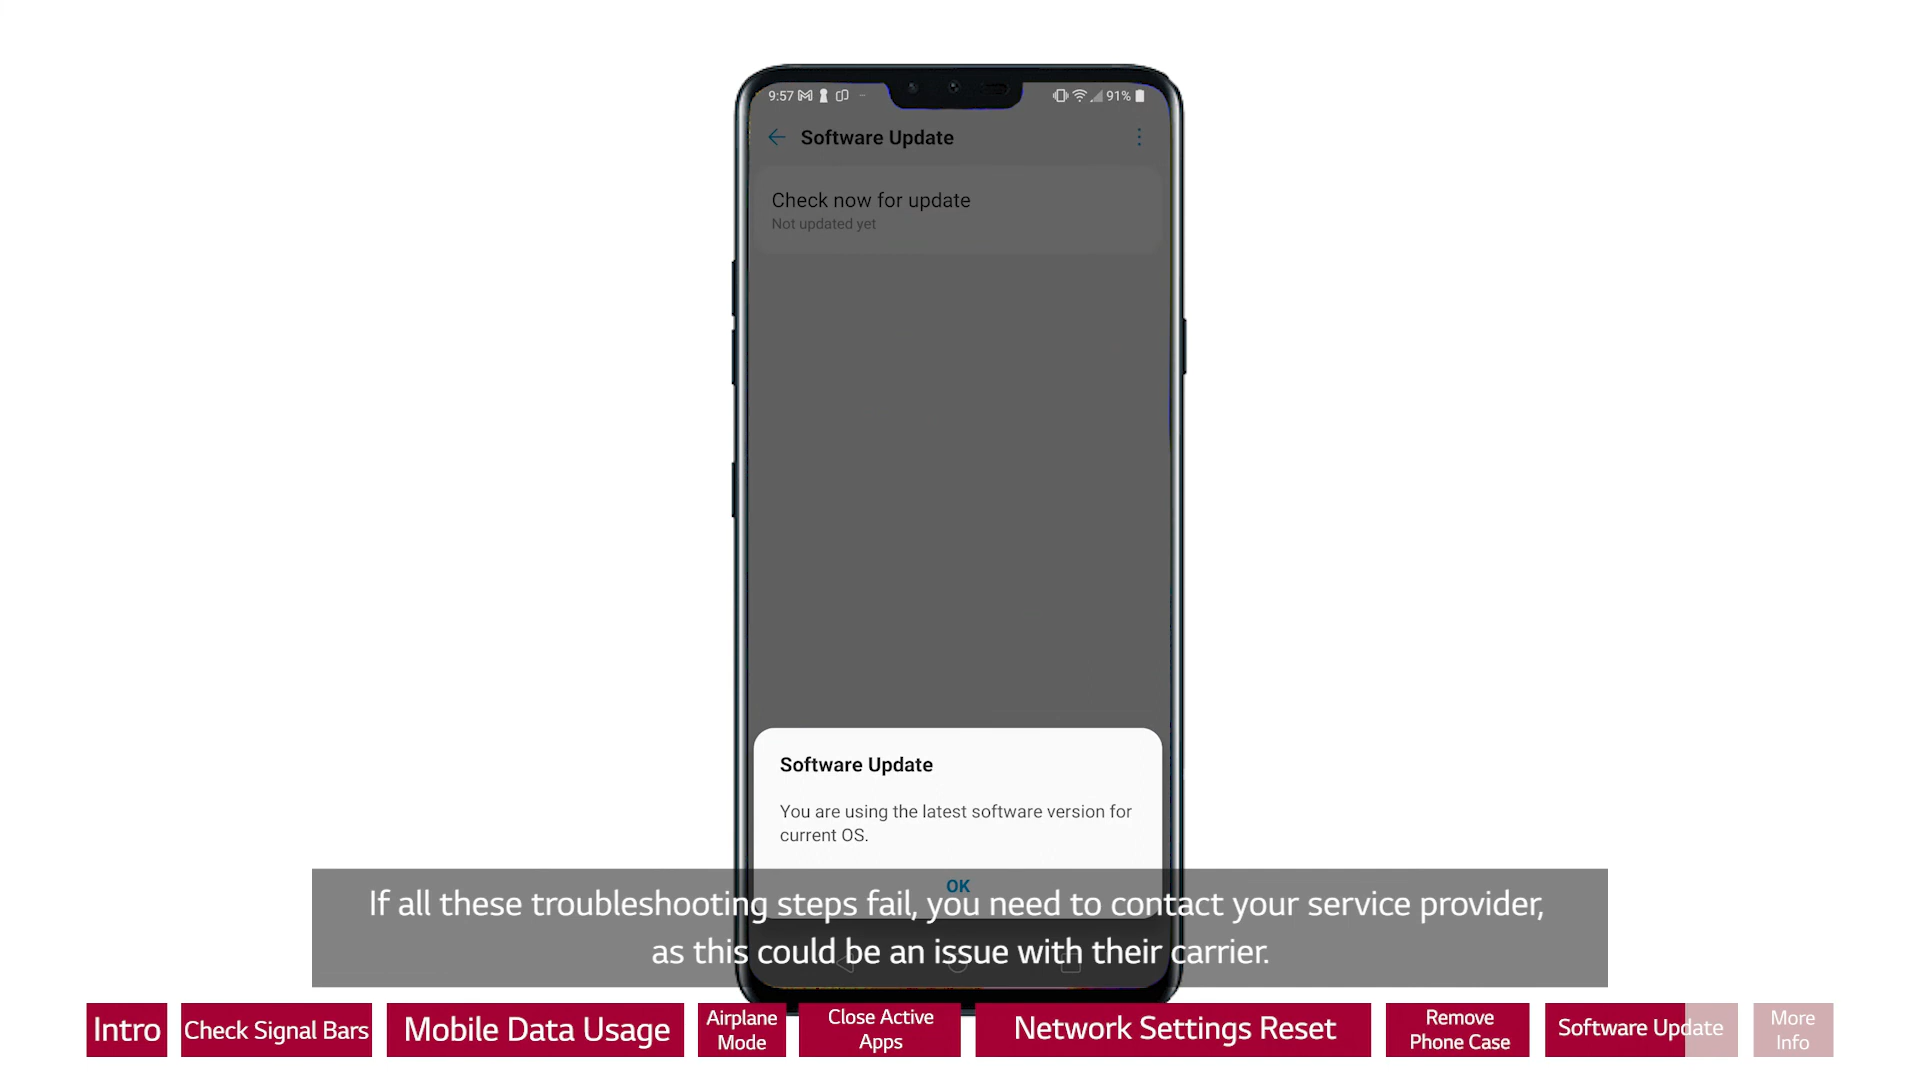 9:57 91%
Software Update
Check now for update
Not updated yet
Software Update
You are using the latest software version for
current OS.
OK
If all these troubleshooting steps fail, you need to contact your service provider,
as this could be an issue with their carrier.
Intro
Check Signal Bars
Mobile Data Usage
Airplane
Mode
Close Active
Apps
Network Settings Reset
Remove
Phone Case
Software Update
More
Info